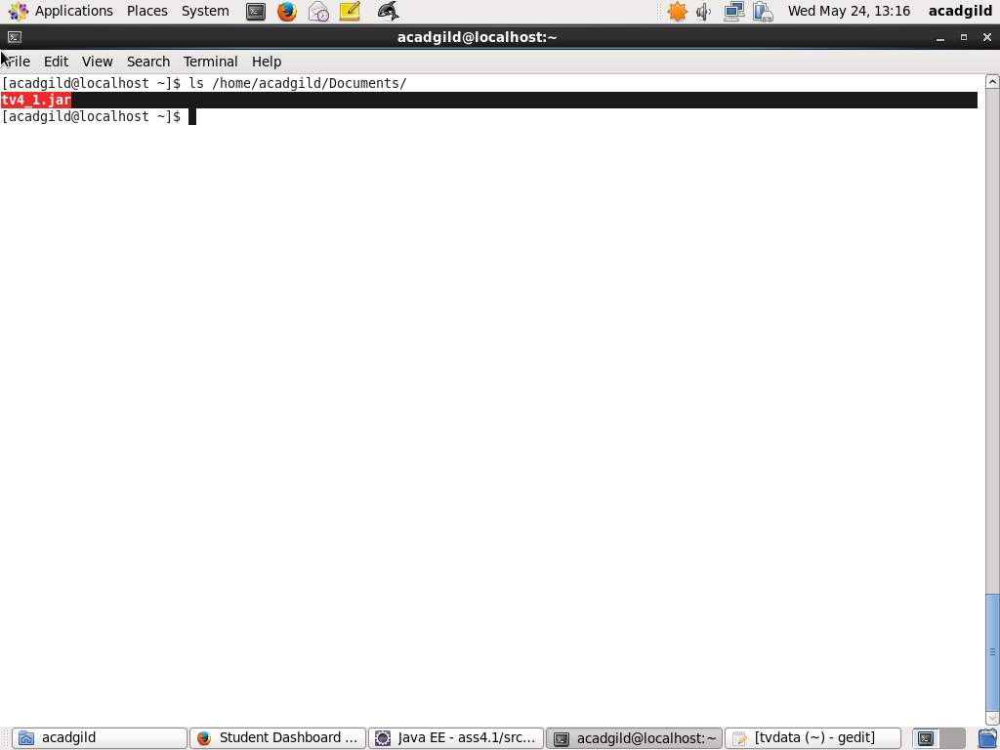 Applications Places System Wed May 24, 13:16 acadgild
acadgild@localhost:~
File Edit View Search Terminal Help
[acadgild@localhost ~]$ ls /home/acadgild/Documents/
tv4_1.jar
[acadgild@localhost ~]$
acadgild Student Dashboard ... Java EE - ass4.1/src... acadgild@localhost:~ [tvdata (~) - gedit]